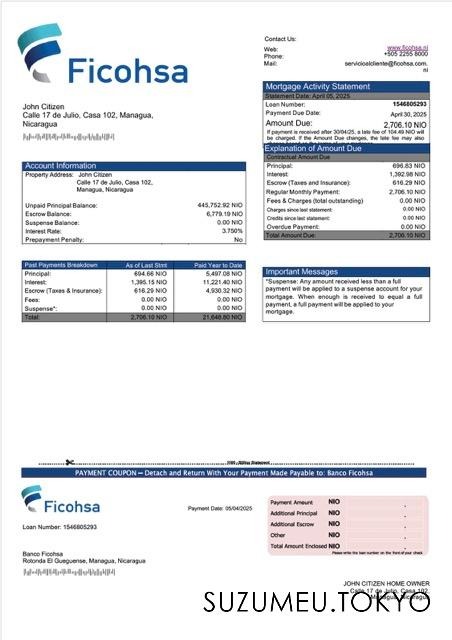 Ficohsa
Contact Us:
Web: www.ficohsa.ni
Phone: +505 2255 8000
Mail: servicioalcliente@ficohsa.com.
ni
John Citizen
Calle 17 de Julio, Casa 102, Managua,
Nicaragua
Mortgage Activity Statement
Statement Date: April 05, 2025
Loan Number: 1546805293
Payment Due Date: April 30, 2025
Amount Due: 2,706.10 NIO
If payment is received after 30/04/25, a late fee of 104.49 NIO will
be charged. If the Amount Due changes, the late fee may also
Explanation of Amount Due
Contractual Amount Due
Principal: 696.83 NIO
Interest: 1,392.98 NIO
Escrow (Taxes and Insurance): 616.29 NIO
Regular Monthly Payment: 2,706.10 NIO
Fees & Charges (total outstanding) 0.00 NIO
Charges since last statement: 0.00 NIO
Credits since last statement: 0.00 NIO
Overdue Payment: 0.00 NIO
Total Amount Due: 2,706.10 NIO
Account Information
Property Address: John Citizen
Calle 17 de Julio, Casa 102,
Managua, Nicaragua
Unpaid Principal Balance: 445,752.92 NIO
Escrow Balance: 6,779.19 NIO
Suspense Balance: 0.00 NIO
Interest Rate: 3.750%
Prepayment Penalty: No
Past Payments Breakdown As of Last Stmt Paid Year to Date
Principal: 694.66 NIO 5,497.08 NIO
Interest: 1,395.15 NIO 11,221.40 NIO
Escrow (Taxes & Insurance): 616.29 NIO 4,930.32 NIO
Fees: 0.00 NIO 0.00 NIO
Suspense*: 0.00 NIO 0.00 NIO
Total: 2,706.10 NIO 21,648.80 NIO
Important Messages
*Suspense: Any amount received less than a full
payment will be applied to a suspense account for your
mortgage. When enough is received to equal a full
payment, a full payment will be applied to your
mortgage.
PAYMENT COUPON – Detach and Return With Your Payment Made Payable to: Banco Ficohsa
Ficohsa
Payment Date: 05/04/2025
Loan Number: 1546805293
Payment Amount NIO .
Additional Principal NIO .
Additional Escrow NIO .
Other NIO .
Total Amount Enclosed NIO .
Please write the loan number on the front of your check
Banco Ficohsa
Rotonda El Gueguense, Managua, Nicaragua
JOHN CITIZEN HOME OWNER
Calle 17 de Julio, Casa 102,
Managua, Nicaragua
SUZUMEU.TOKYO